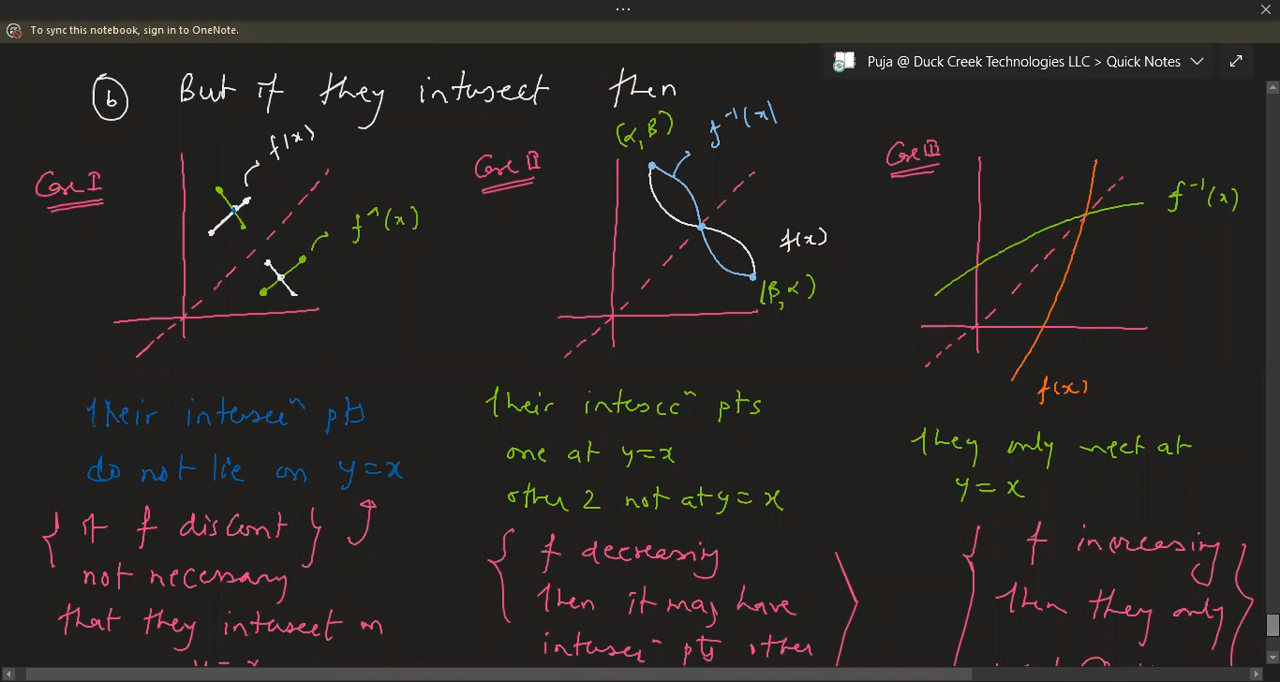 To sync this notebook, sign in to OneNote.
Puja @ Duck Creek Technologies LLC > Quick Notes
(b) But if they intersect then
Case I
f(x)
f⁻¹(x)
their intersecⁿ pts
do not lie on y=x
{ if f discont }
not necessary
that they intersect on
y=x
Case II
(α, β)
f⁻¹(x)
f(x)
(β, α)
their intersecⁿ pts
one at y=x
other 2 not at y=x
{ f decreasing
then it may have
intersecⁿ pts other
Case III
f⁻¹(x)
f(x)
they only meet at
y=x
{ f increasing
then they only